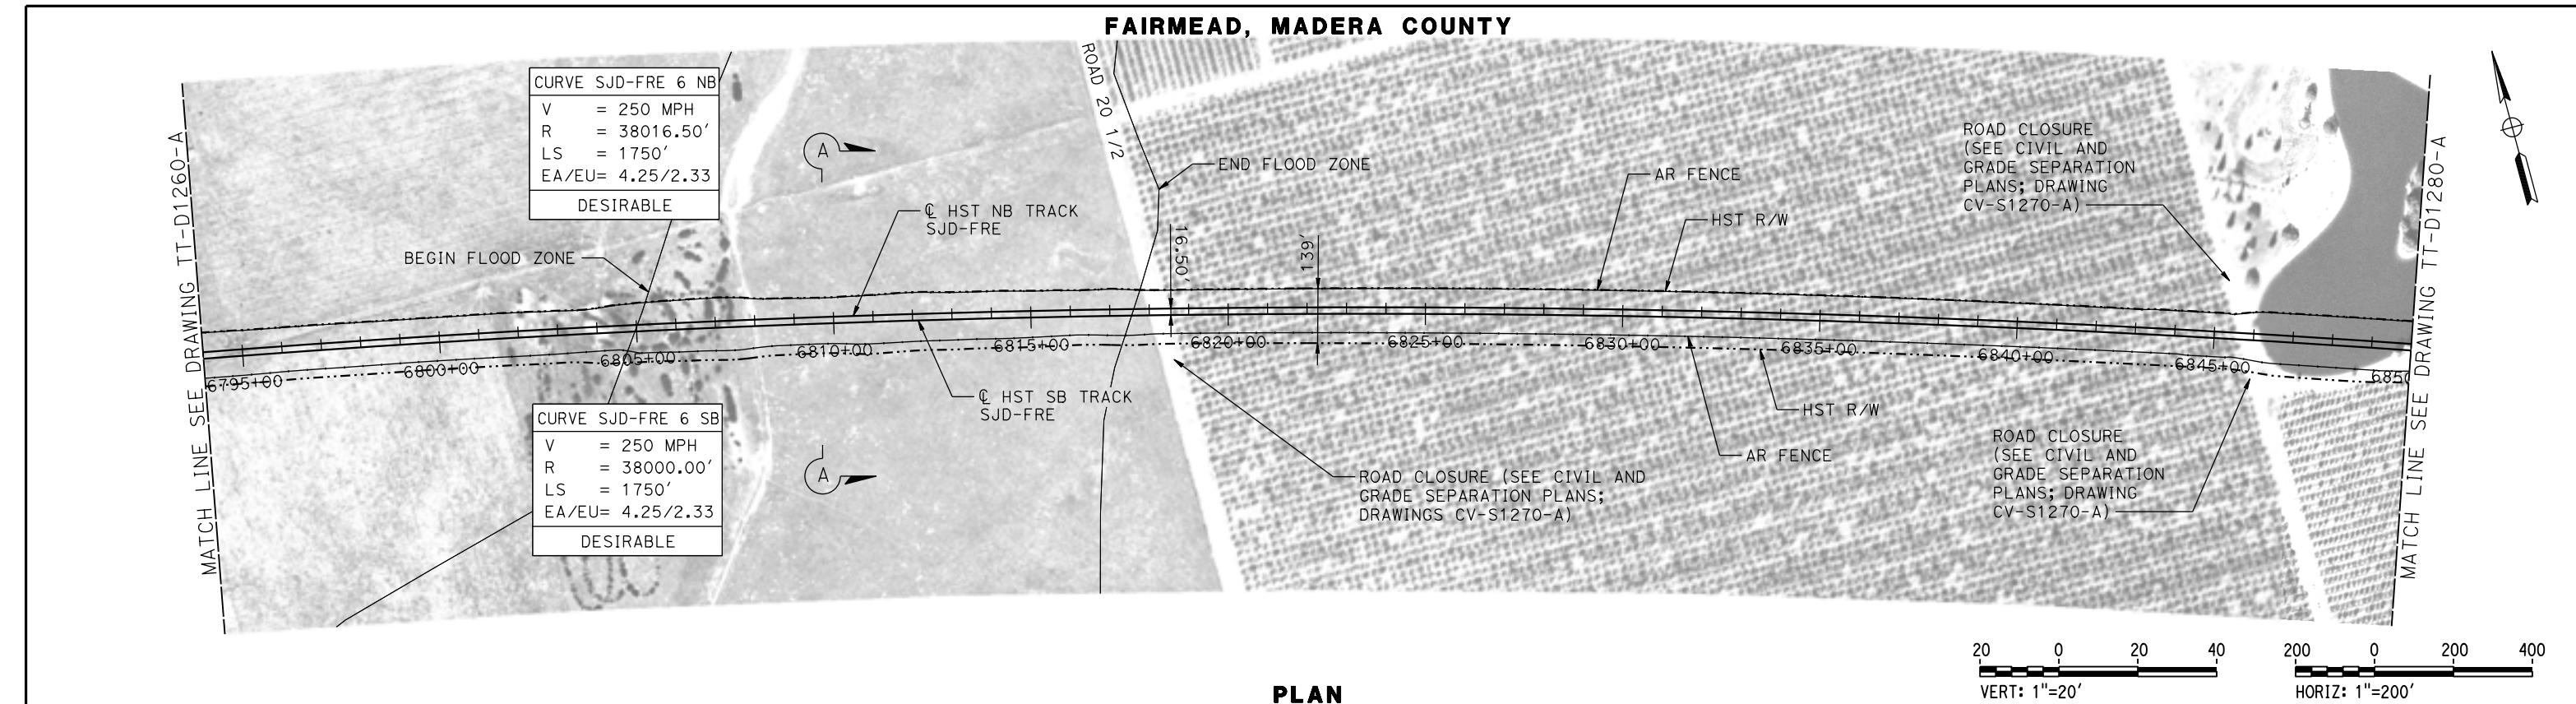 FAIRMEAD, MADERA COUNTY
MATCH LINE SEE DRAWING TT-D1260-A
CURVE SJD-FRE 6 NB
V = 250 MPH
R = 38016.50'
LS = 1750'
EA/EU= 4.25/2.33
DESIRABLE
A
ROAD 20 1/2
END FLOOD ZONE
℄ HST NB TRACK
SJD-FRE
BEGIN FLOOD ZONE
16.50'
139'
AR FENCE
HST R/W
ROAD CLOSURE
(SEE CIVIL AND
GRADE SEPARATION
PLANS; DRAWING
CV-S1270-A)
6795+00
6800+00
6805+00
6810+00
6815+00
6820+00
6825+00
6830+00
6835+00
6840+00
6845+00
6850
CURVE SJD-FRE 6 SB
V = 250 MPH
R = 38000.00'
LS = 1750'
EA/EU= 4.25/2.33
DESIRABLE
A
℄ HST SB TRACK
SJD-FRE
ROAD CLOSURE (SEE CIVIL AND
GRADE SEPARATION PLANS;
DRAWINGS CV-S1270-A)
HST R/W
AR FENCE
ROAD CLOSURE
(SEE CIVIL AND
GRADE SEPARATION
PLANS; DRAWING
CV-S1270-A)
MATCH LINE SEE DRAWING TT-D1280-A
20 0 20 40
VERT: 1"=20'
200 0 200 400
HORIZ: 1"=200'
PLAN